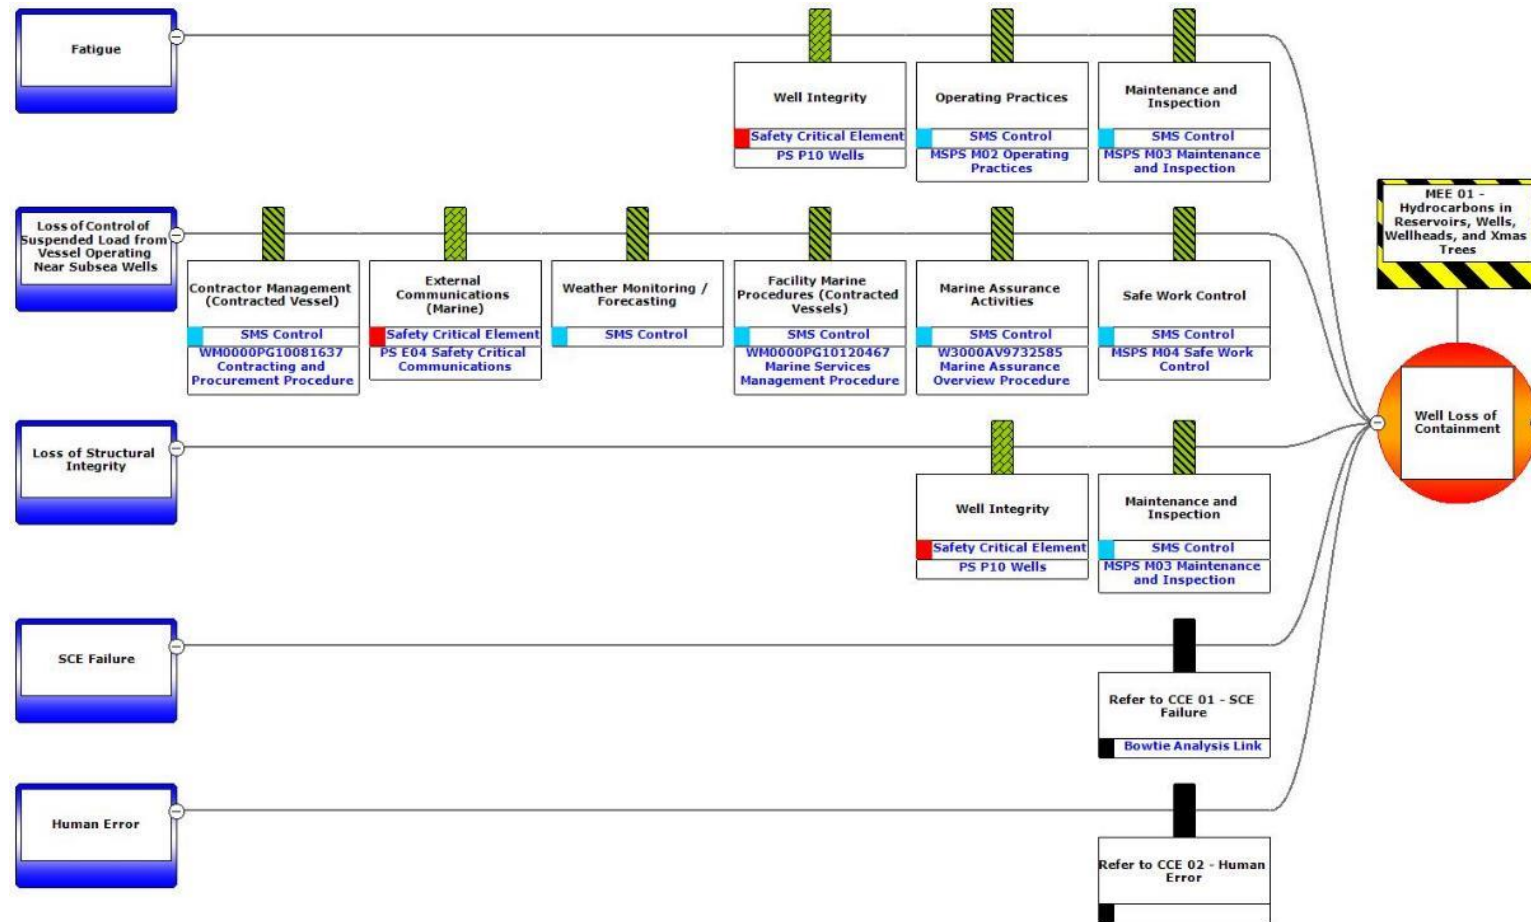 Fatigue
Well Integrity
Safety Critical Element
PS P10 Wells
Operating Practices
SMS Control
MSPS M02 Operating
Practices
Maintenance and
Inspection
SMS Control
MSPS M03 Maintenance
and Inspection
MEE 01 -
Hydrocarbons in
Reservoirs, Wells,
Wellheads, and Xmas
Trees
Loss of Control of
Suspended Load from
Vessel Operating
Near Subsea Wells
Contractor Management
(Contracted Vessel)
SMS Control
WM0000PG10081637
Contracting and
Procurement Procedure
External
Communications
(Marine)
Safety Critical Element
PS E04 Safety Critical
Communications
Weather Monitoring /
Forecasting
SMS Control
Facility Marine
Procedures (Contracted
Vessels)
SMS Control
WM0000PG10120467
Marine Services
Management Procedure
Marine Assurance
Activities
SMS Control
W3000AV9732585
Marine Assurance
Overview Procedure
Safe Work Control
SMS Control
MSPS M04 Safe Work
Control
Well Loss of
Containment
Loss of Structural
Integrity
Well Integrity
Safety Critical Element
PS P10 Wells
Maintenance and
Inspection
SMS Control
MSPS M03 Maintenance
and Inspection
SCE Failure
Refer to CCE 01 - SCE
Failure
Bowtie Analysis Link
Human Error
Refer to CCE 02 - Human
Error